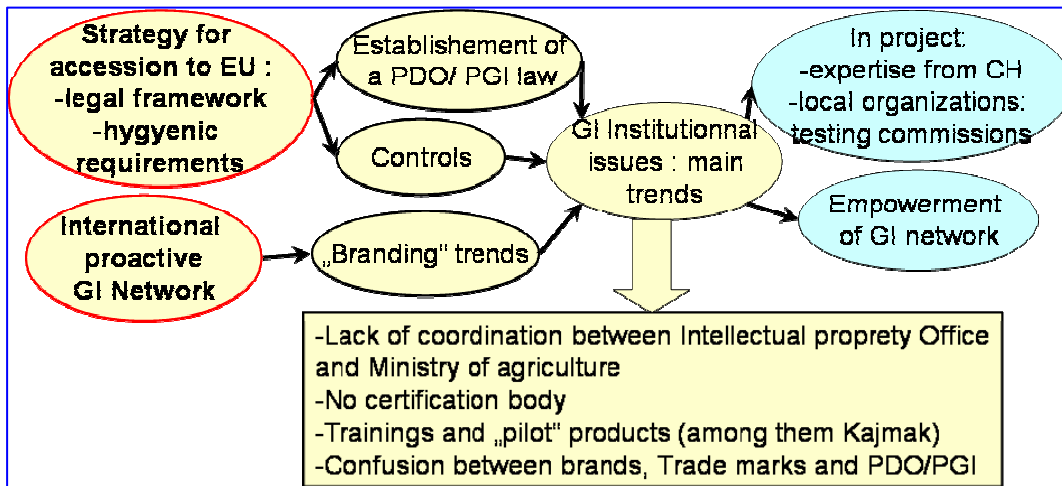 Strategy for
accession to EU :
-legal framework
-hygyenic
requirements
International
proactive
GI Network
Establishement of
a PDO/ PGI law
Controls
„Branding“ trends
GI Institutionnal
issues : main
trends
In project:
-expertise from CH
-local organizations:
testing commissions
Empowerment
of GI network
-Lack of coordination between Intellectual proprety Office
and Ministry of agriculture
-No certification body
-Trainings and „pilot“ products (among them Kajmak)
-Confusion between brands, Trade marks and PDO/PGI